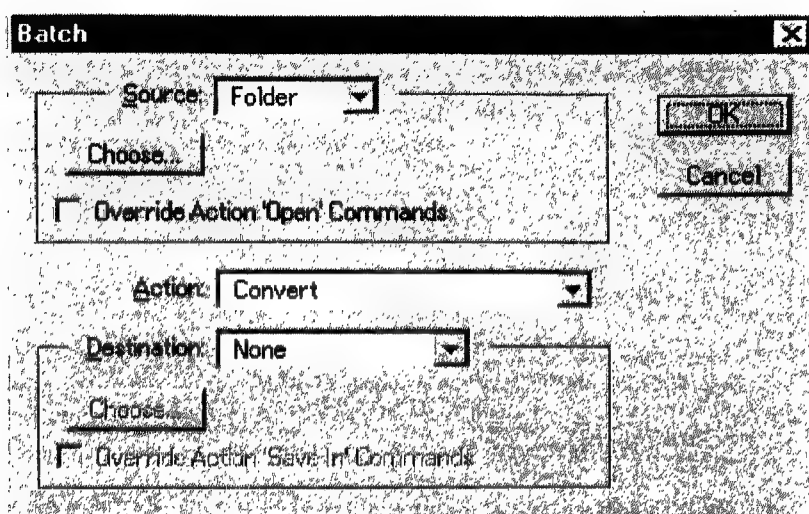 Batch
Source: Folder
OK
Choose...
Cancel
Override Action 'Open' Commands
Action: Convert
Destination: None
Choose...
Override Action 'Save In' Commands